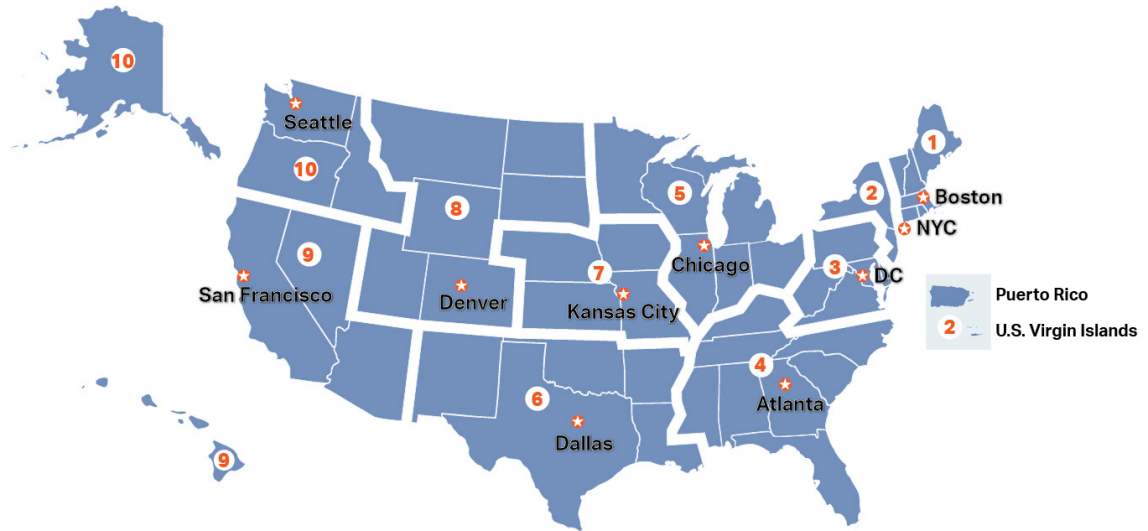 10
Seattle
1
10
5
2
Boston
8
NYC
9
7
Chicago
3
DC
San Francisco
Denver
Kansas City
Puerto Rico
2
U.S. Virgin Islands
4
6
Atlanta
Dallas
9